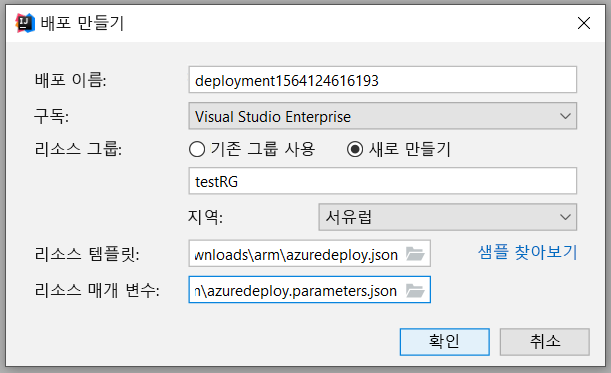 배포 만들기
배포 이름: deployment1564124616193
구독: Visual Studio Enterprise
리소스 그룹: 기존 그룹 사용 새로 만들기
testRG
지역: 서유럽
리소스 템플릿: wnloads\arm\azuredeploy.json 샘플 찾아보기
리소스 매개 변수: n\azuredeploy.parameters.json
확인 취소